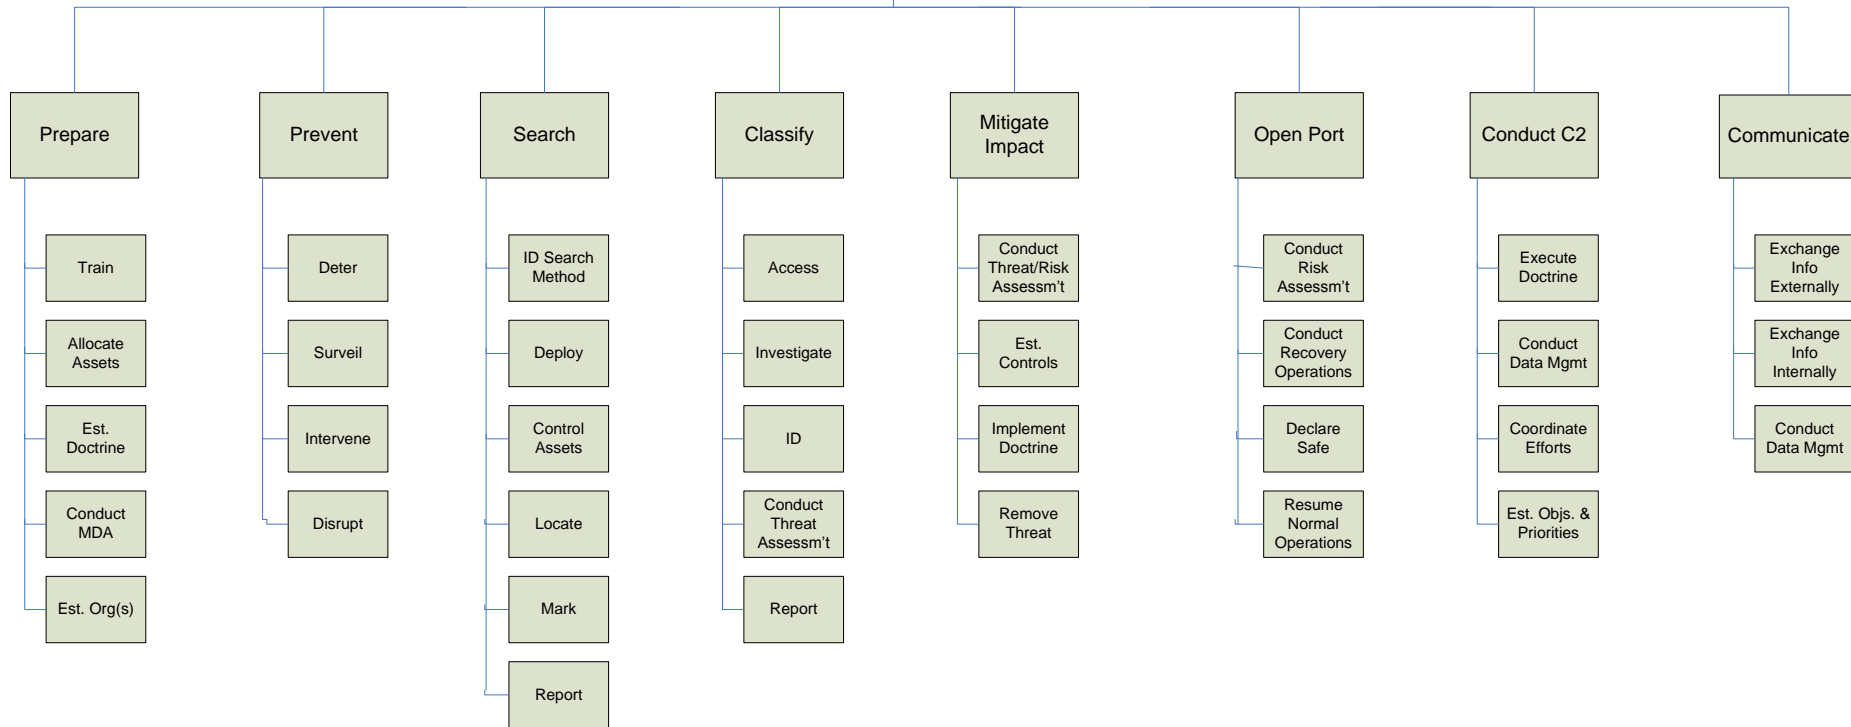 Prepare
Prevent
Search
Classify
Mitigate
Impact
Open Port
Conduct C2
Communicate
Train
Allocate
Assets
Est.
Doctrine
Conduct
MDA
Est. Org(s)
Deter
Surveil
Intervene
Disrupt
ID Search
Method
Deploy
Control
Assets
Locate
Mark
Report
Access
Investigate
ID
Conduct
Threat
Assessm't
Report
Conduct
Threat/Risk
Assessm't
Est.
Controls
Implement
Doctrine
Remove
Threat
Conduct
Risk
Assessm't
Conduct
Recovery
Operations
Declare
Safe
Resume
Normal
Operations
Execute
Doctrine
Conduct
Data Mgmt
Coordinate
Efforts
Est. Objs. &
Priorities
Exchange
Info
Externally
Exchange
Info
Internally
Conduct
Data Mgmt